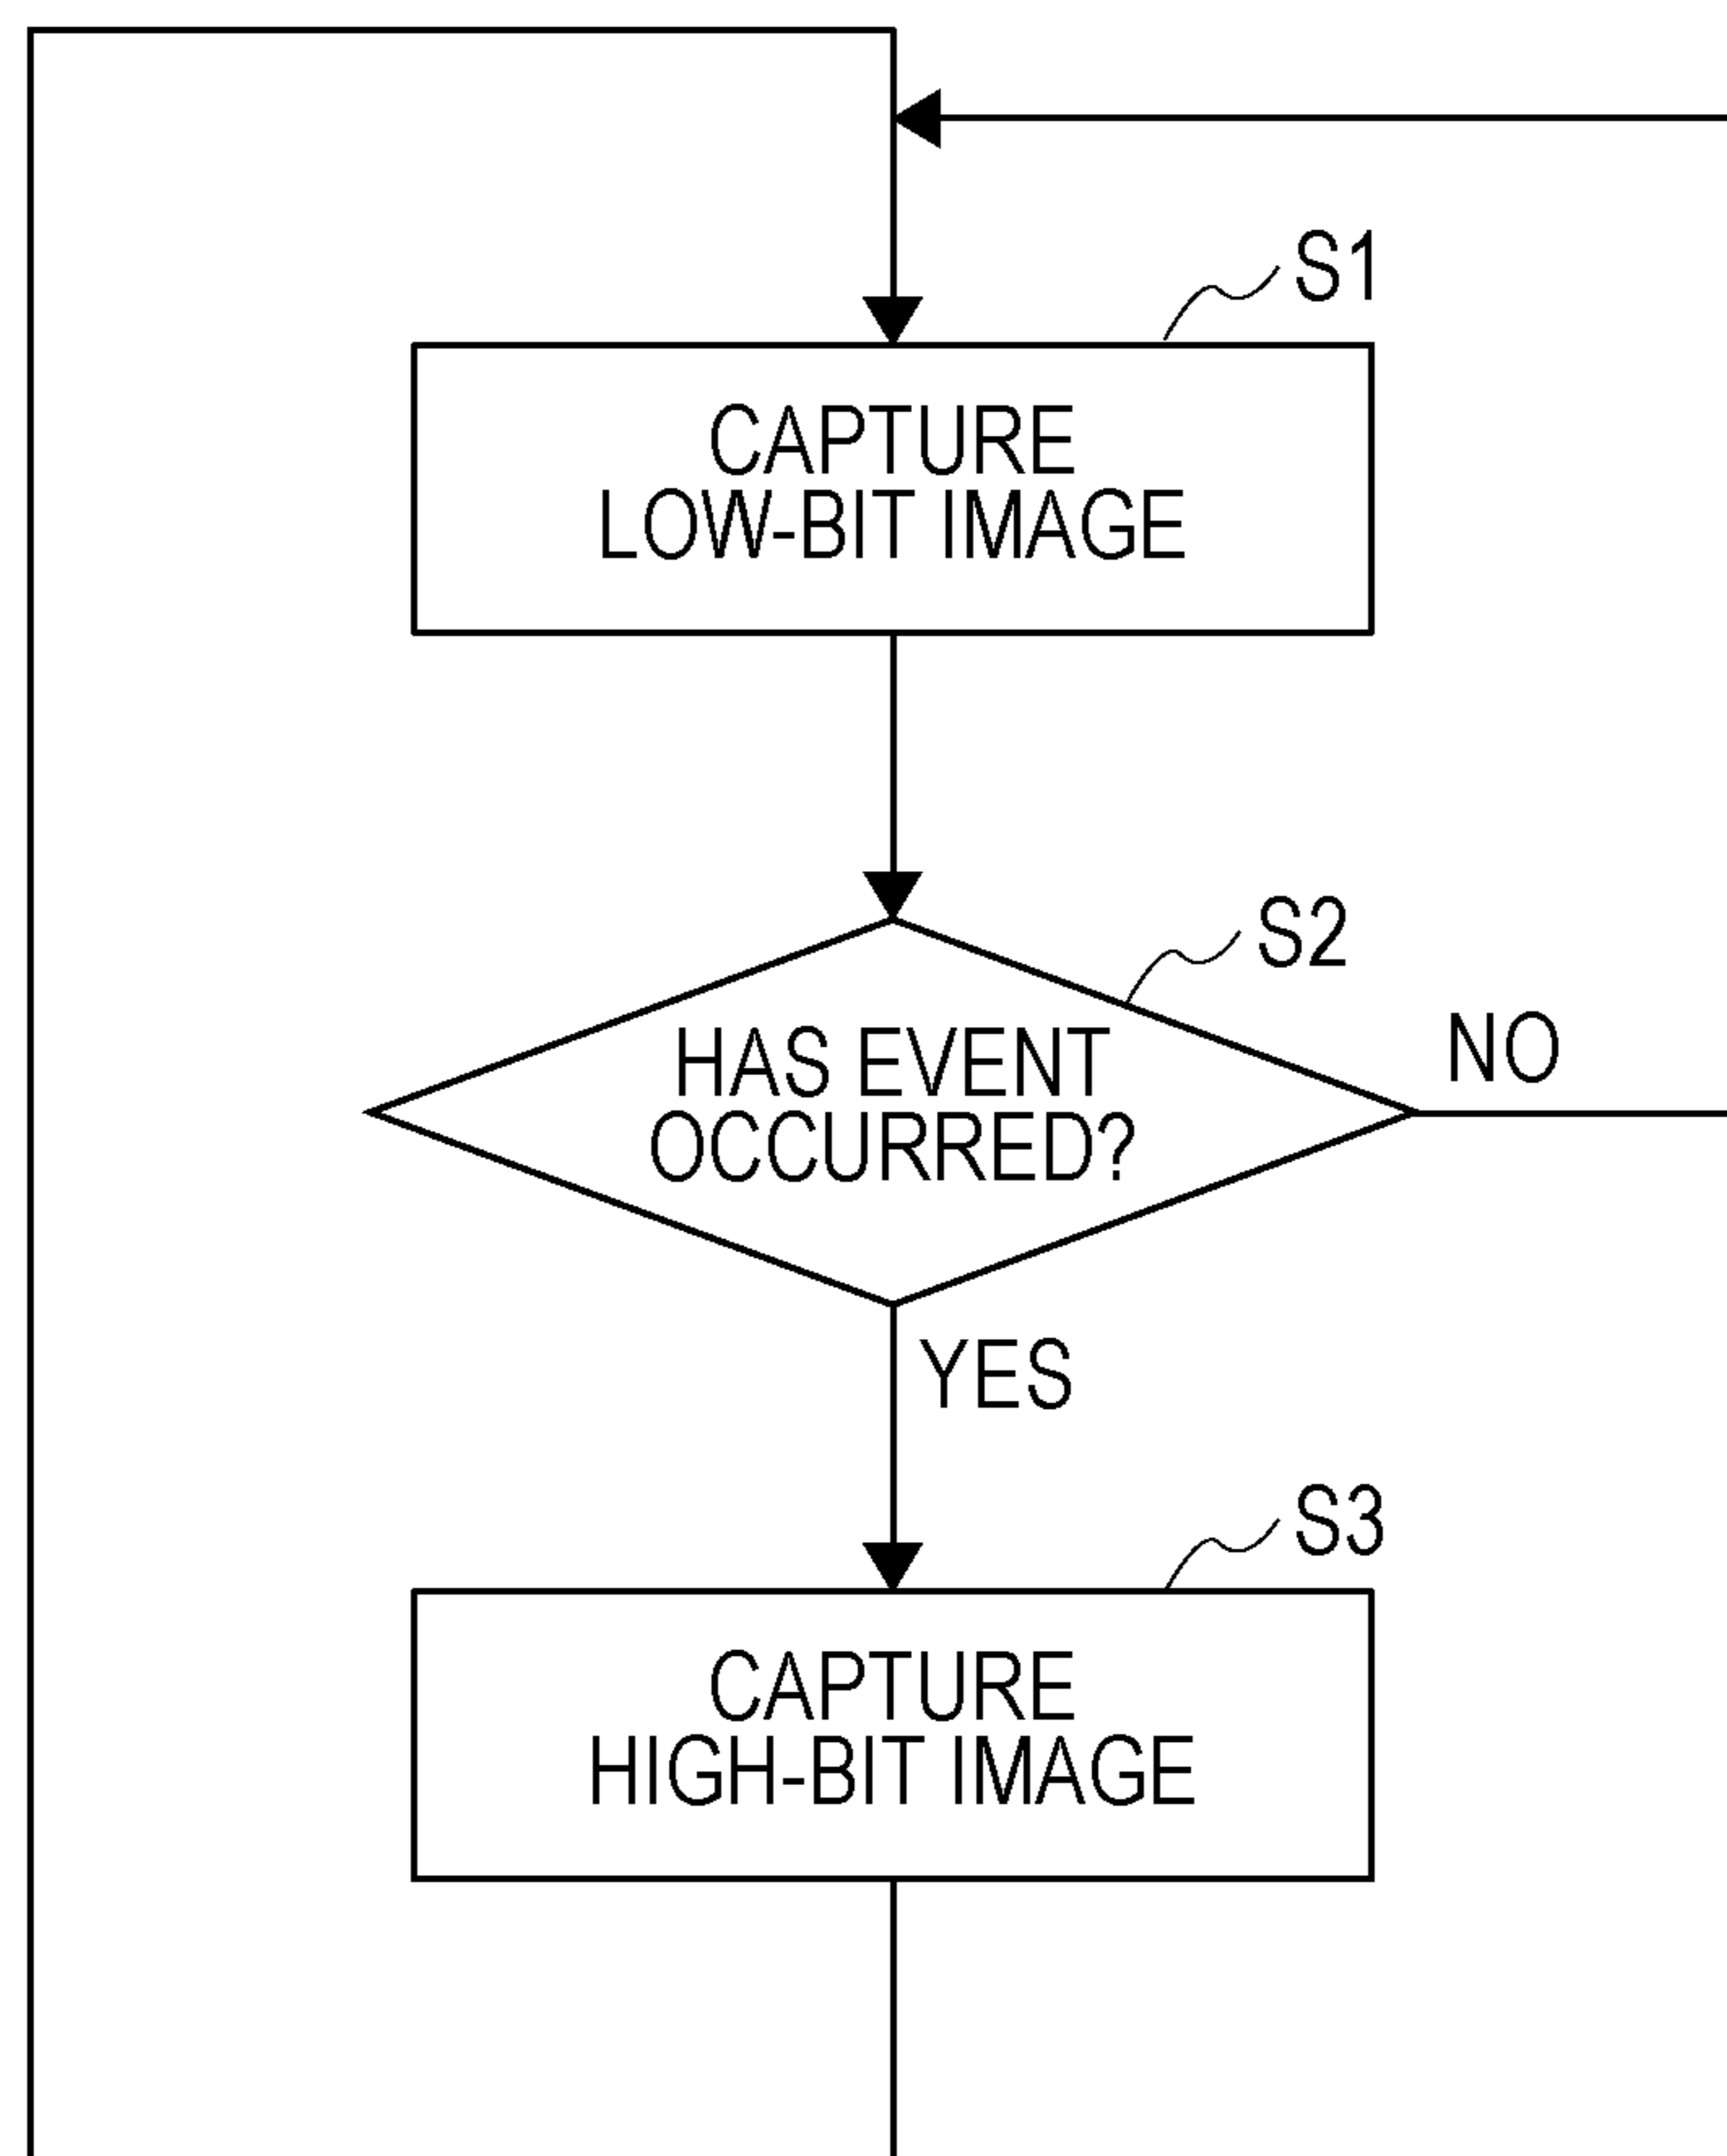 S1
CAPTURE
LOW-BIT IMAGE
S2
HAS EVENT
OCCURRED?
NO
YES
S3
CAPTURE
HIGH-BIT IMAGE